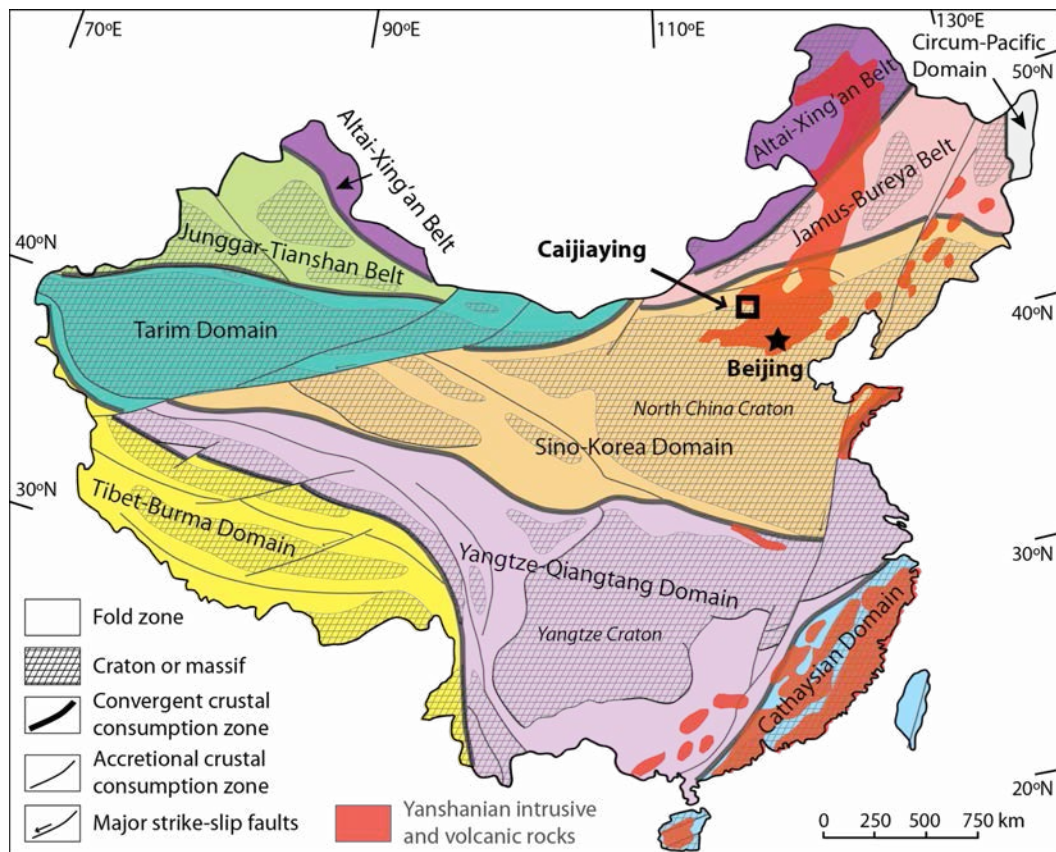 70ºE
90ºE
110ºE
130ºE
Circum-Pacific
Domain
50ºN
Altai-Xing'an Belt
Altai-Xing'an Belt
Jamus-Bureya Belt
40ºN
Junggar-Tianshan Belt
Caijiaying
40ºN
Tarim Domain
Beijing
North China Craton
Sino-Korea Domain
30ºN
Tibet-Burma Domain
30ºN
Yangtze-Qiangtang Domain
Yangtze Craton
Cathaysian Domain
20ºN
Fold zone
Craton or massif
Convergent crustal
consumption zone
Accretional crustal
consumption zone
Major strike-slip faults
Yanshanian intrusive
and volcanic rocks
0 250 500 750 km